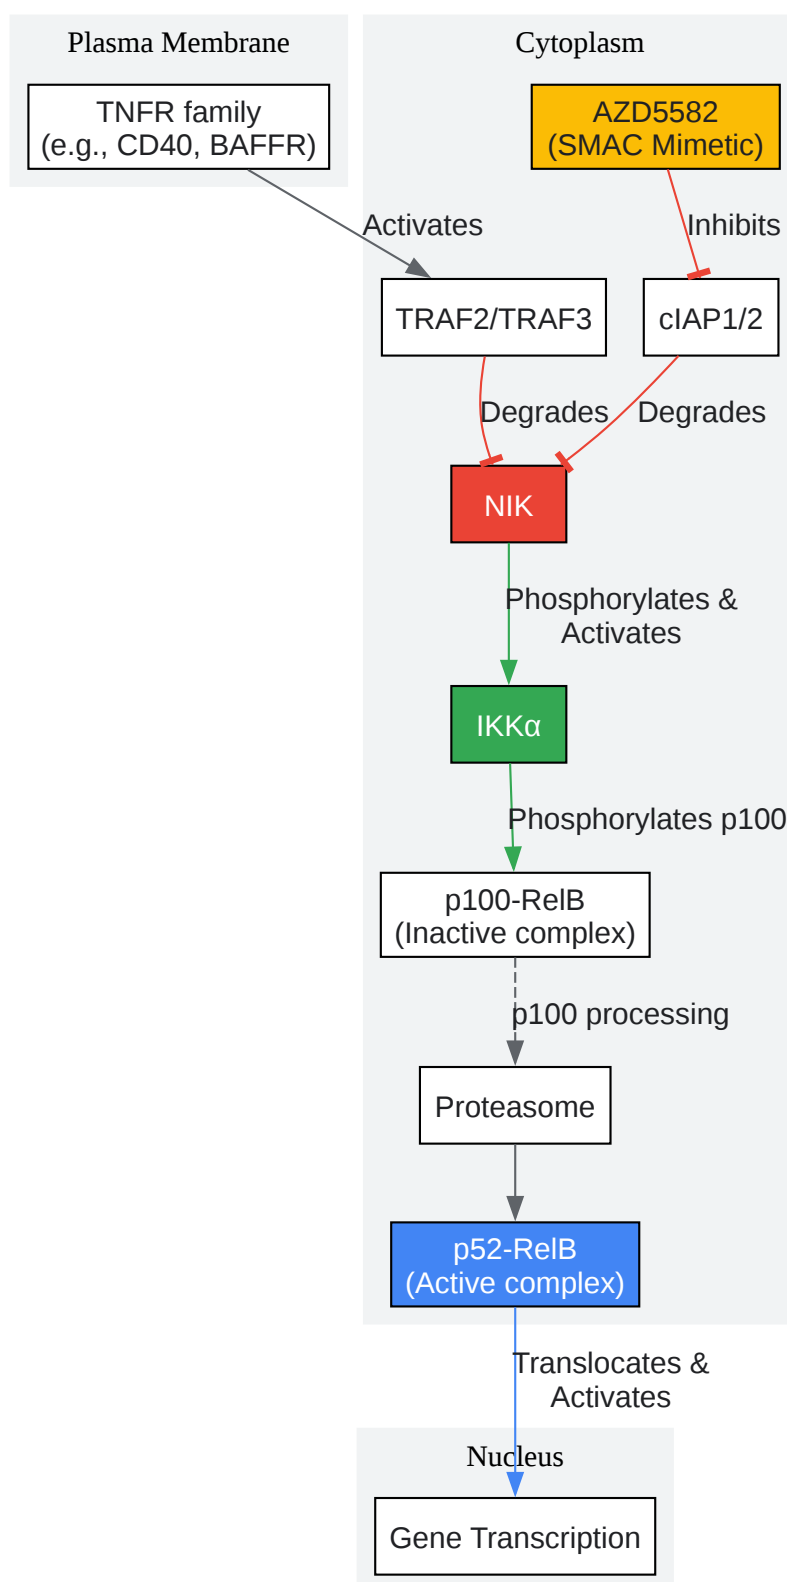 Plasma Membrane
Cytoplasm
TNFR family
(e.g., CD40, BAFFR)
AZD5582
(SMAC Mimetic)
Activates
Inhibits
TRAF2/TRAF3
cIAP1/2
Degrades
Degrades
NIK
Phosphorylates &
Activates
IKKα
Phosphorylates p100
p100-RelB
(Inactive complex)
p100 processing
Proteasome
p52-RelB
(Active complex)
Translocates &
Activates
Nucleus
Gene Transcription